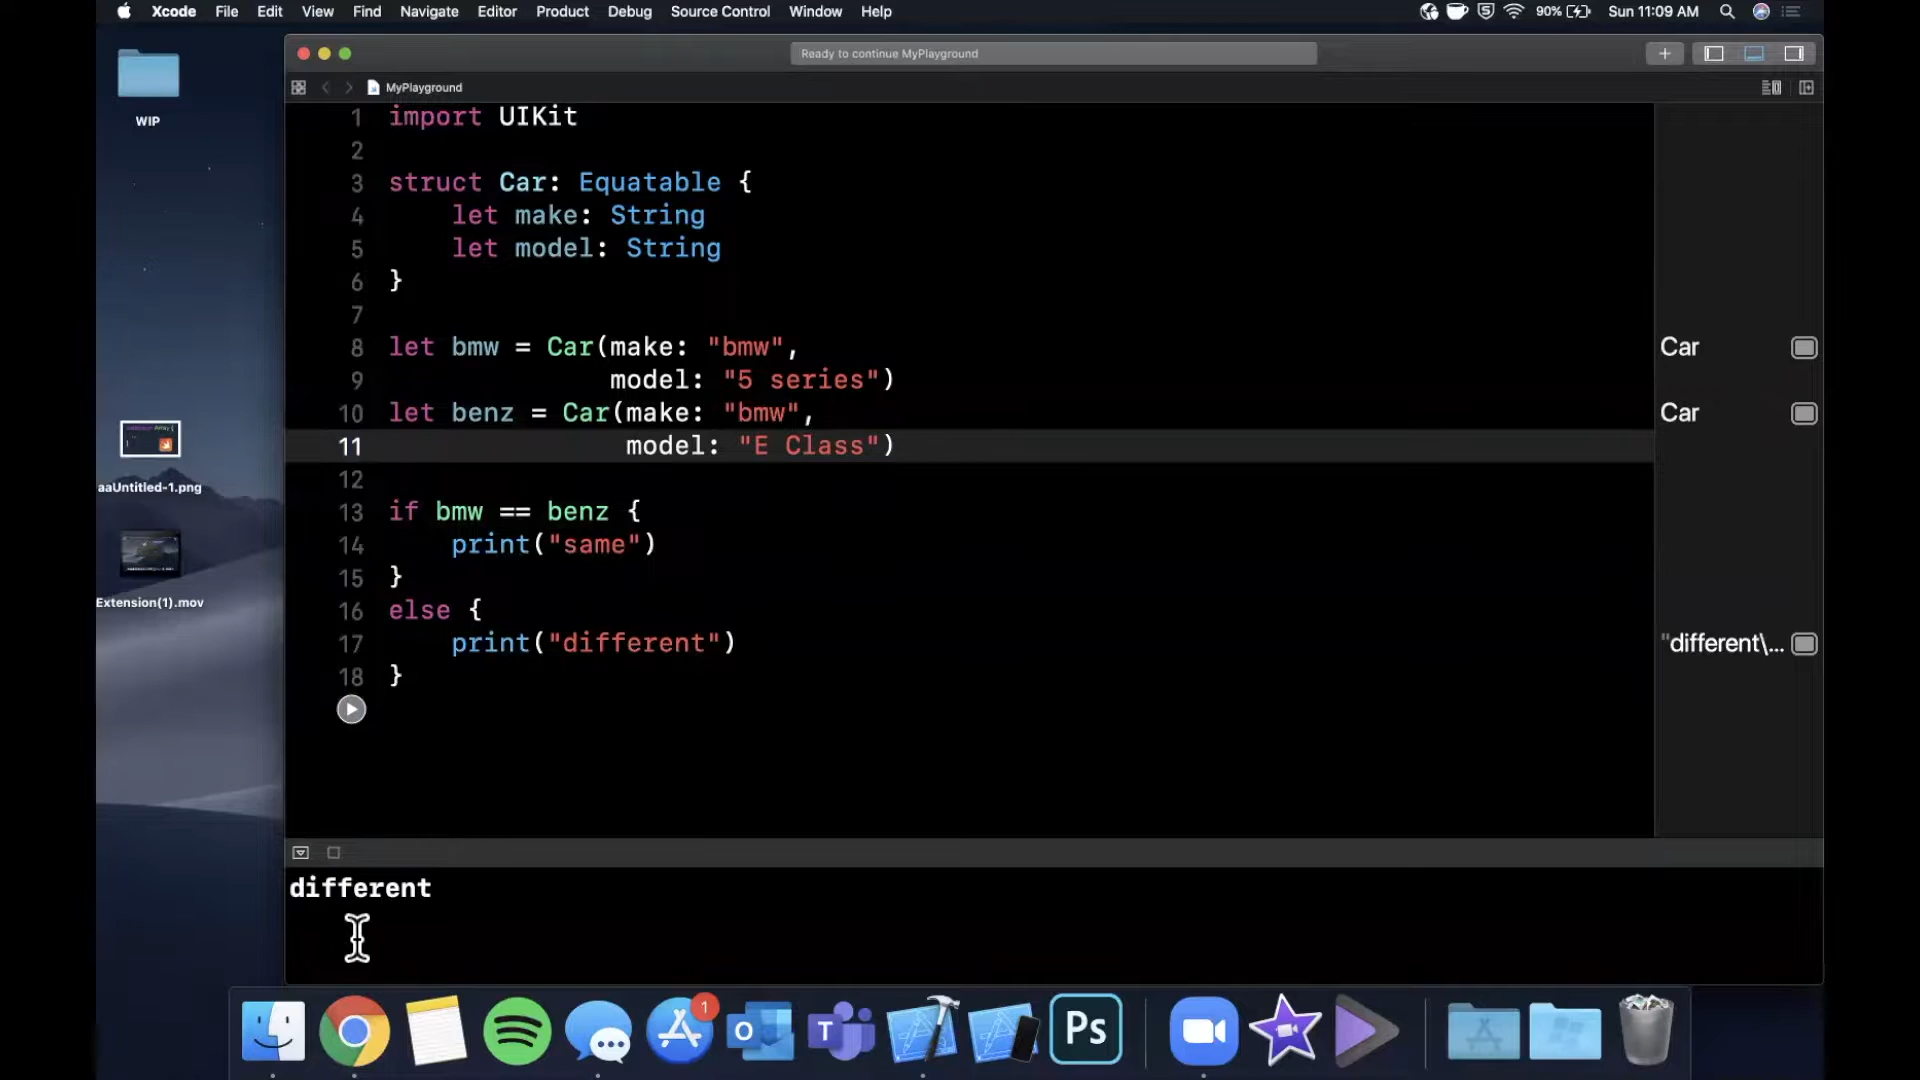 Xcode File Edit View Find Navigate Editor Product Debug Source Control Window Help 90% Sun 11:09 AM
Ready to continue MyPlayground
MyPlayground
WIP
aaUntitled-1.png
Extension(1).mov
1 import UIKit
2
3 struct Car: Equatable {
4 let make: String
5 let model: String
6 }
7
8 let bmw = Car(make: "bmw", Car
9 model: "5 series")
10 let benz = Car(make: "bmw", Car
11 model: "E Class")
12
13 if bmw == benz {
14 print("same")
15 }
16 else {
17 print("different") "different\...
18 }
different
1
O
T
Ps